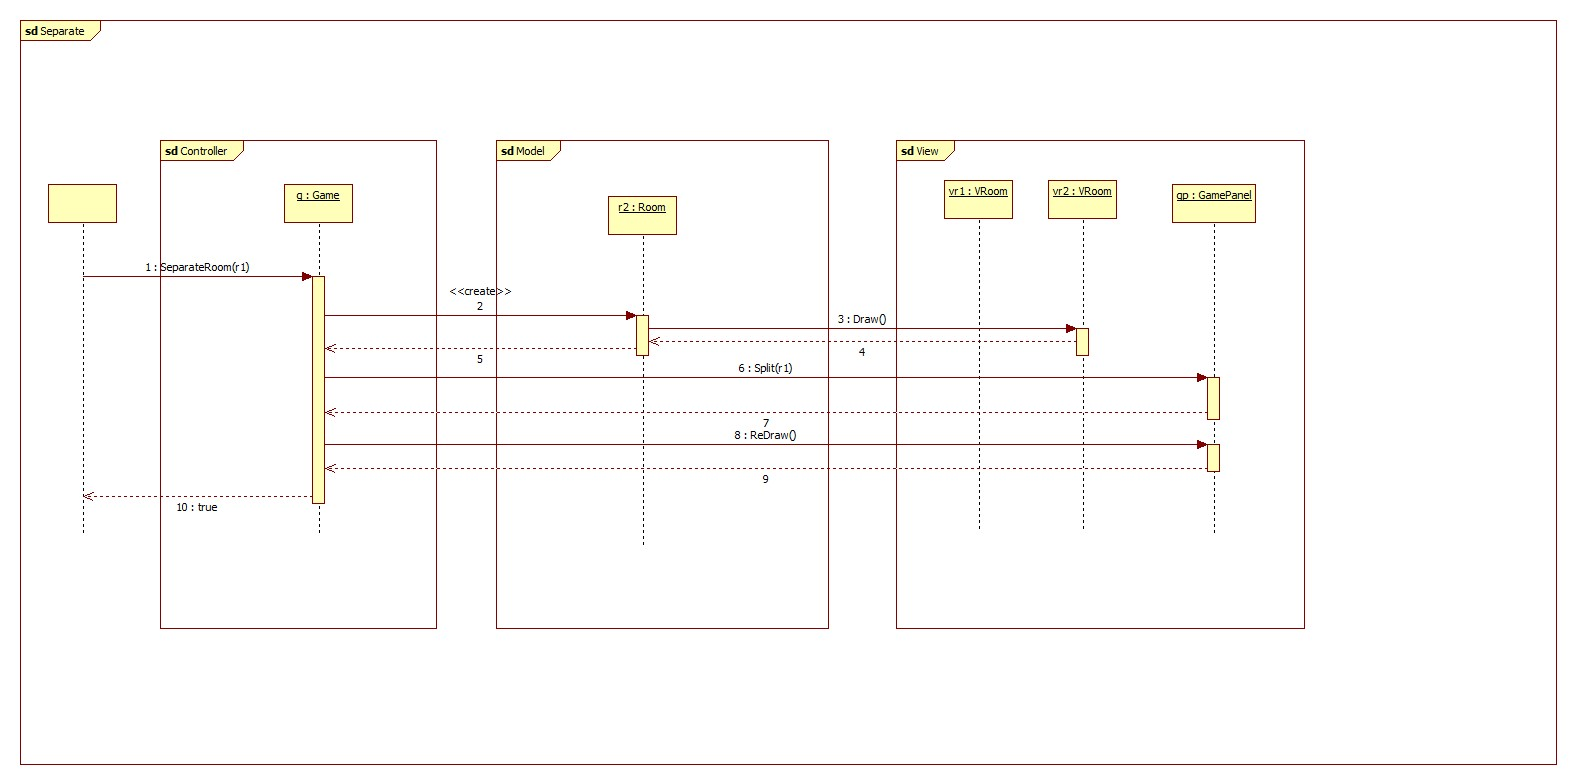 sd Separate
sd Controller
sd Model
sd View
g : Game
r2 : Room
vr1 : VRoom
vr2 : VRoom
gp : GamePanel
1 : SeparateRoom(r1)
<<create>>
2
3 : Draw()
4
5
6 : Split(r1)
7
8 : ReDraw()
9
10 : true